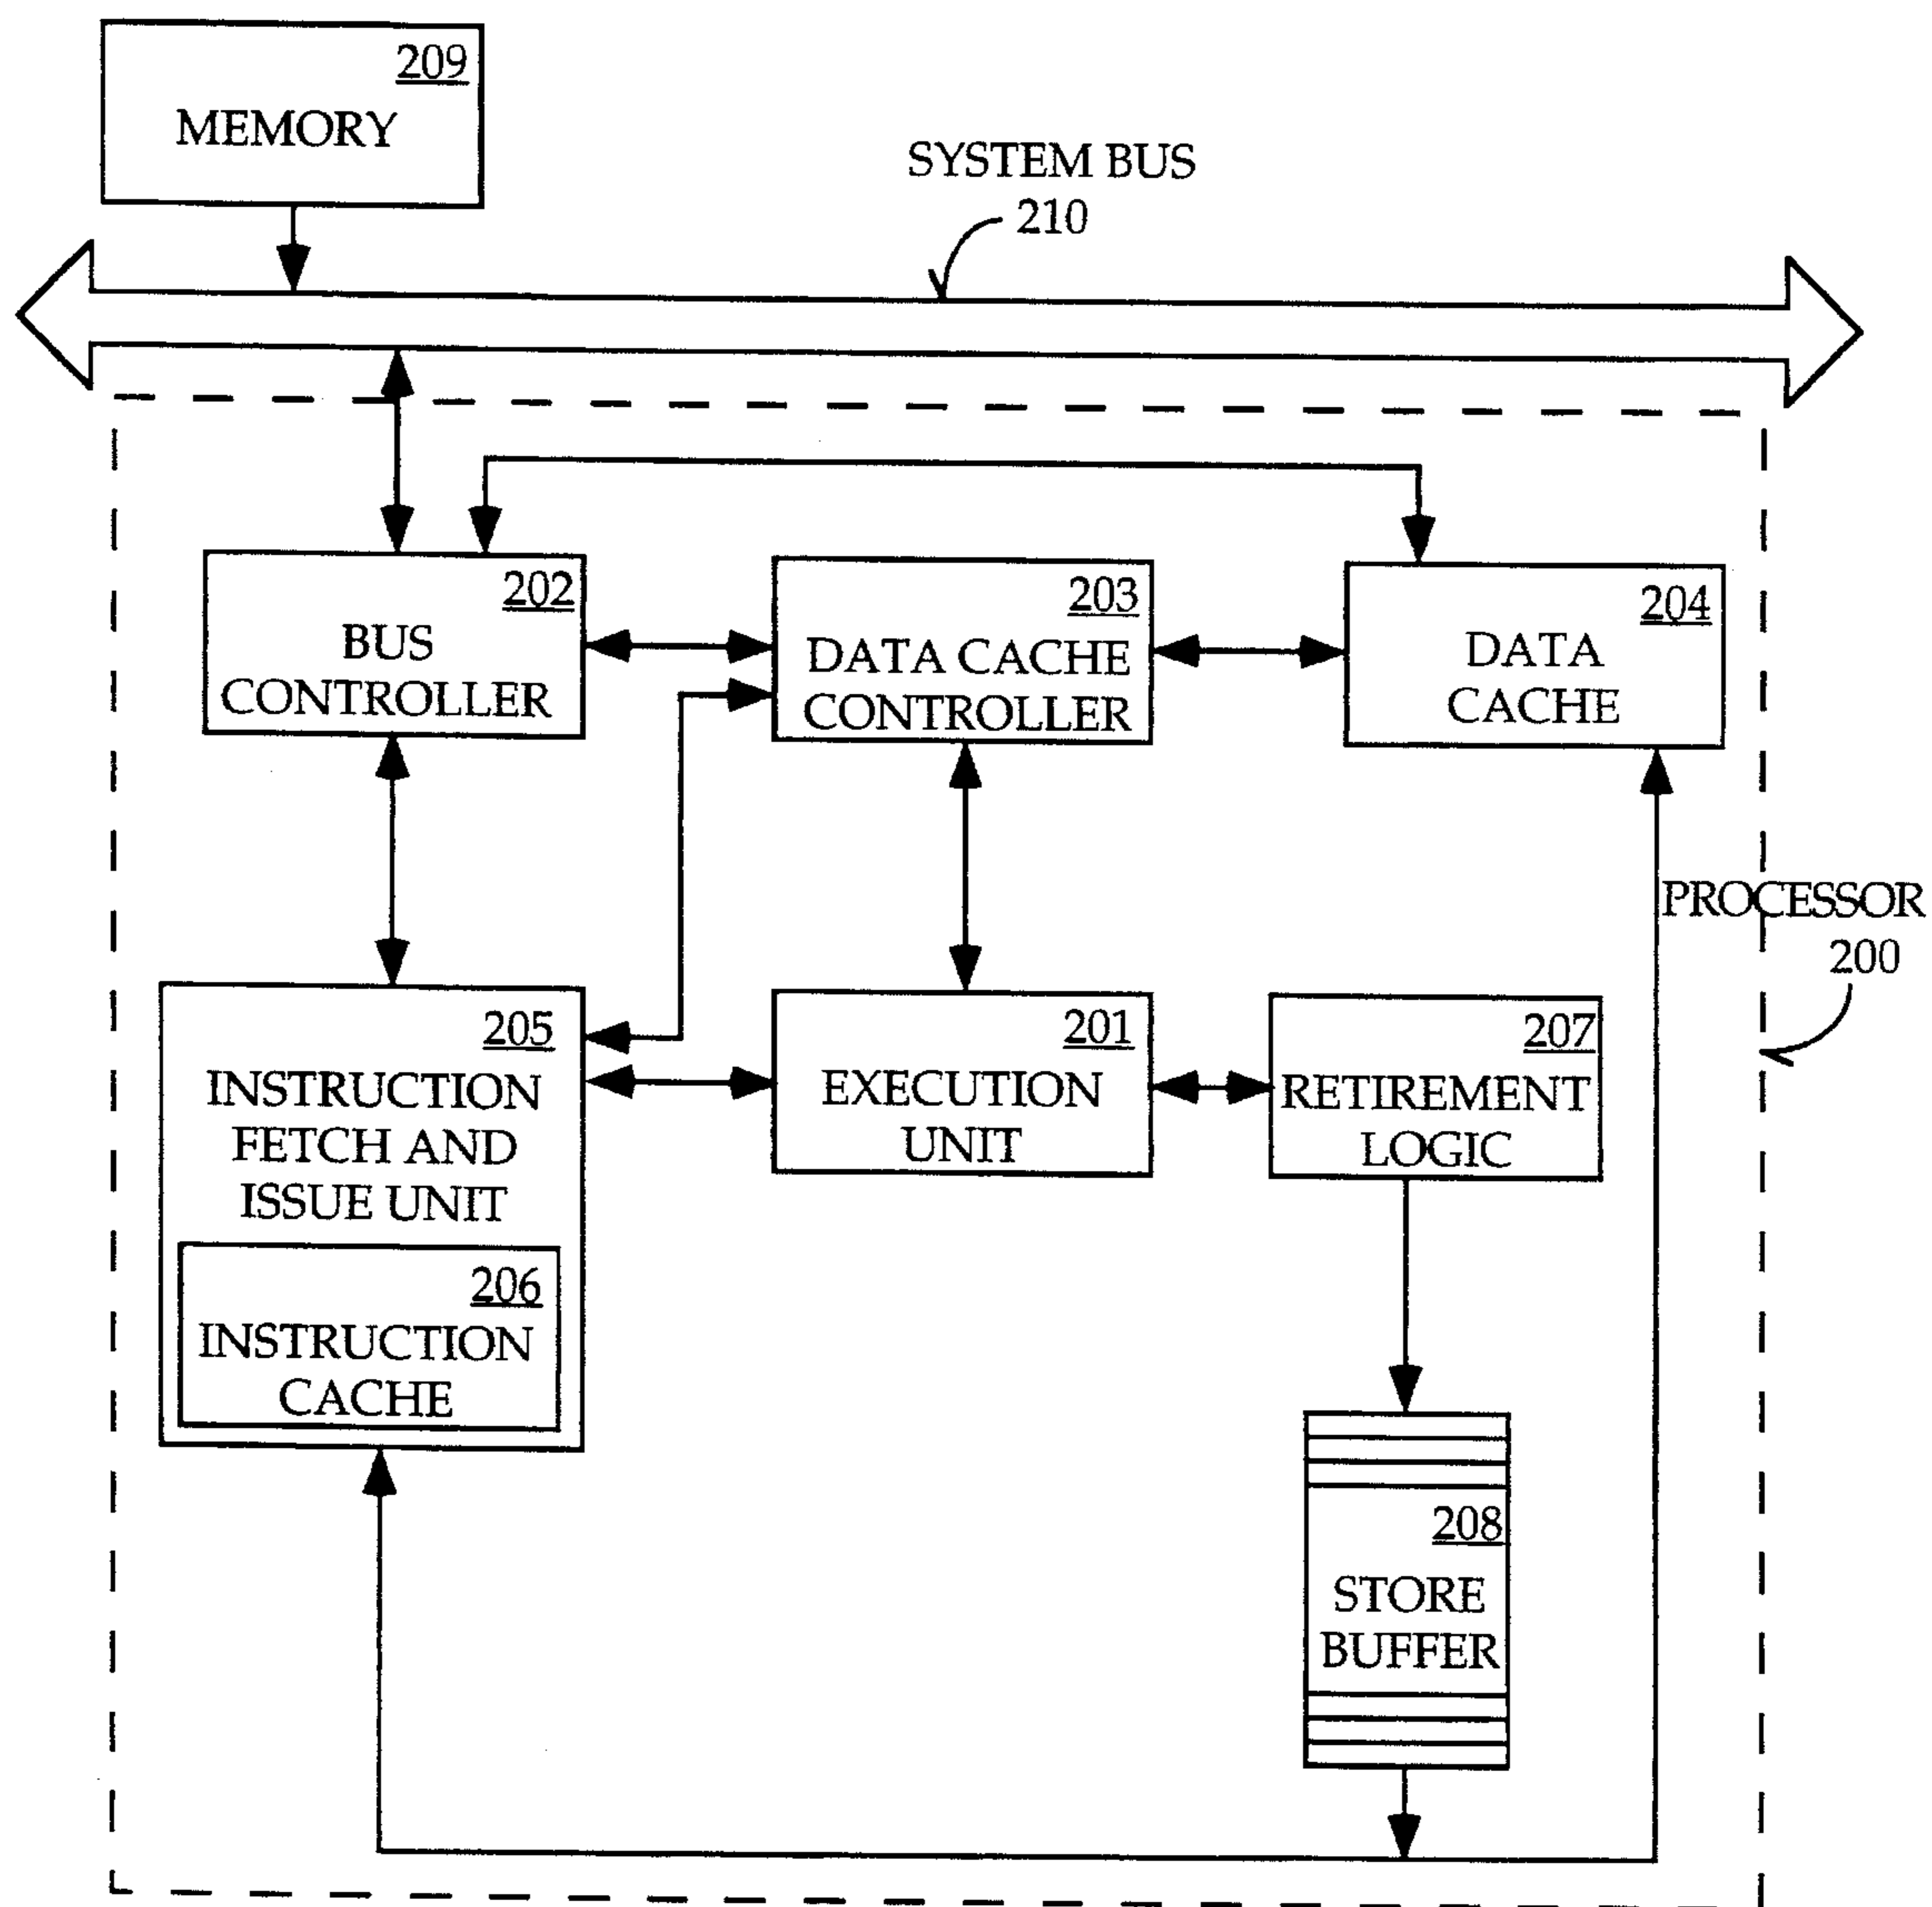 209
MEMORY
SYSTEM BUS
210
202
BUS
CONTROLLER
203
DATA CACHE
CONTROLLER
204
DATA
CACHE
PROCESSOR
200
205
INSTRUCTION
FETCH AND
ISSUE UNIT
206
INSTRUCTION
CACHE
201
EXECUTION
UNIT
207
RETIREMENT
LOGIC
208
STORE
BUFFER